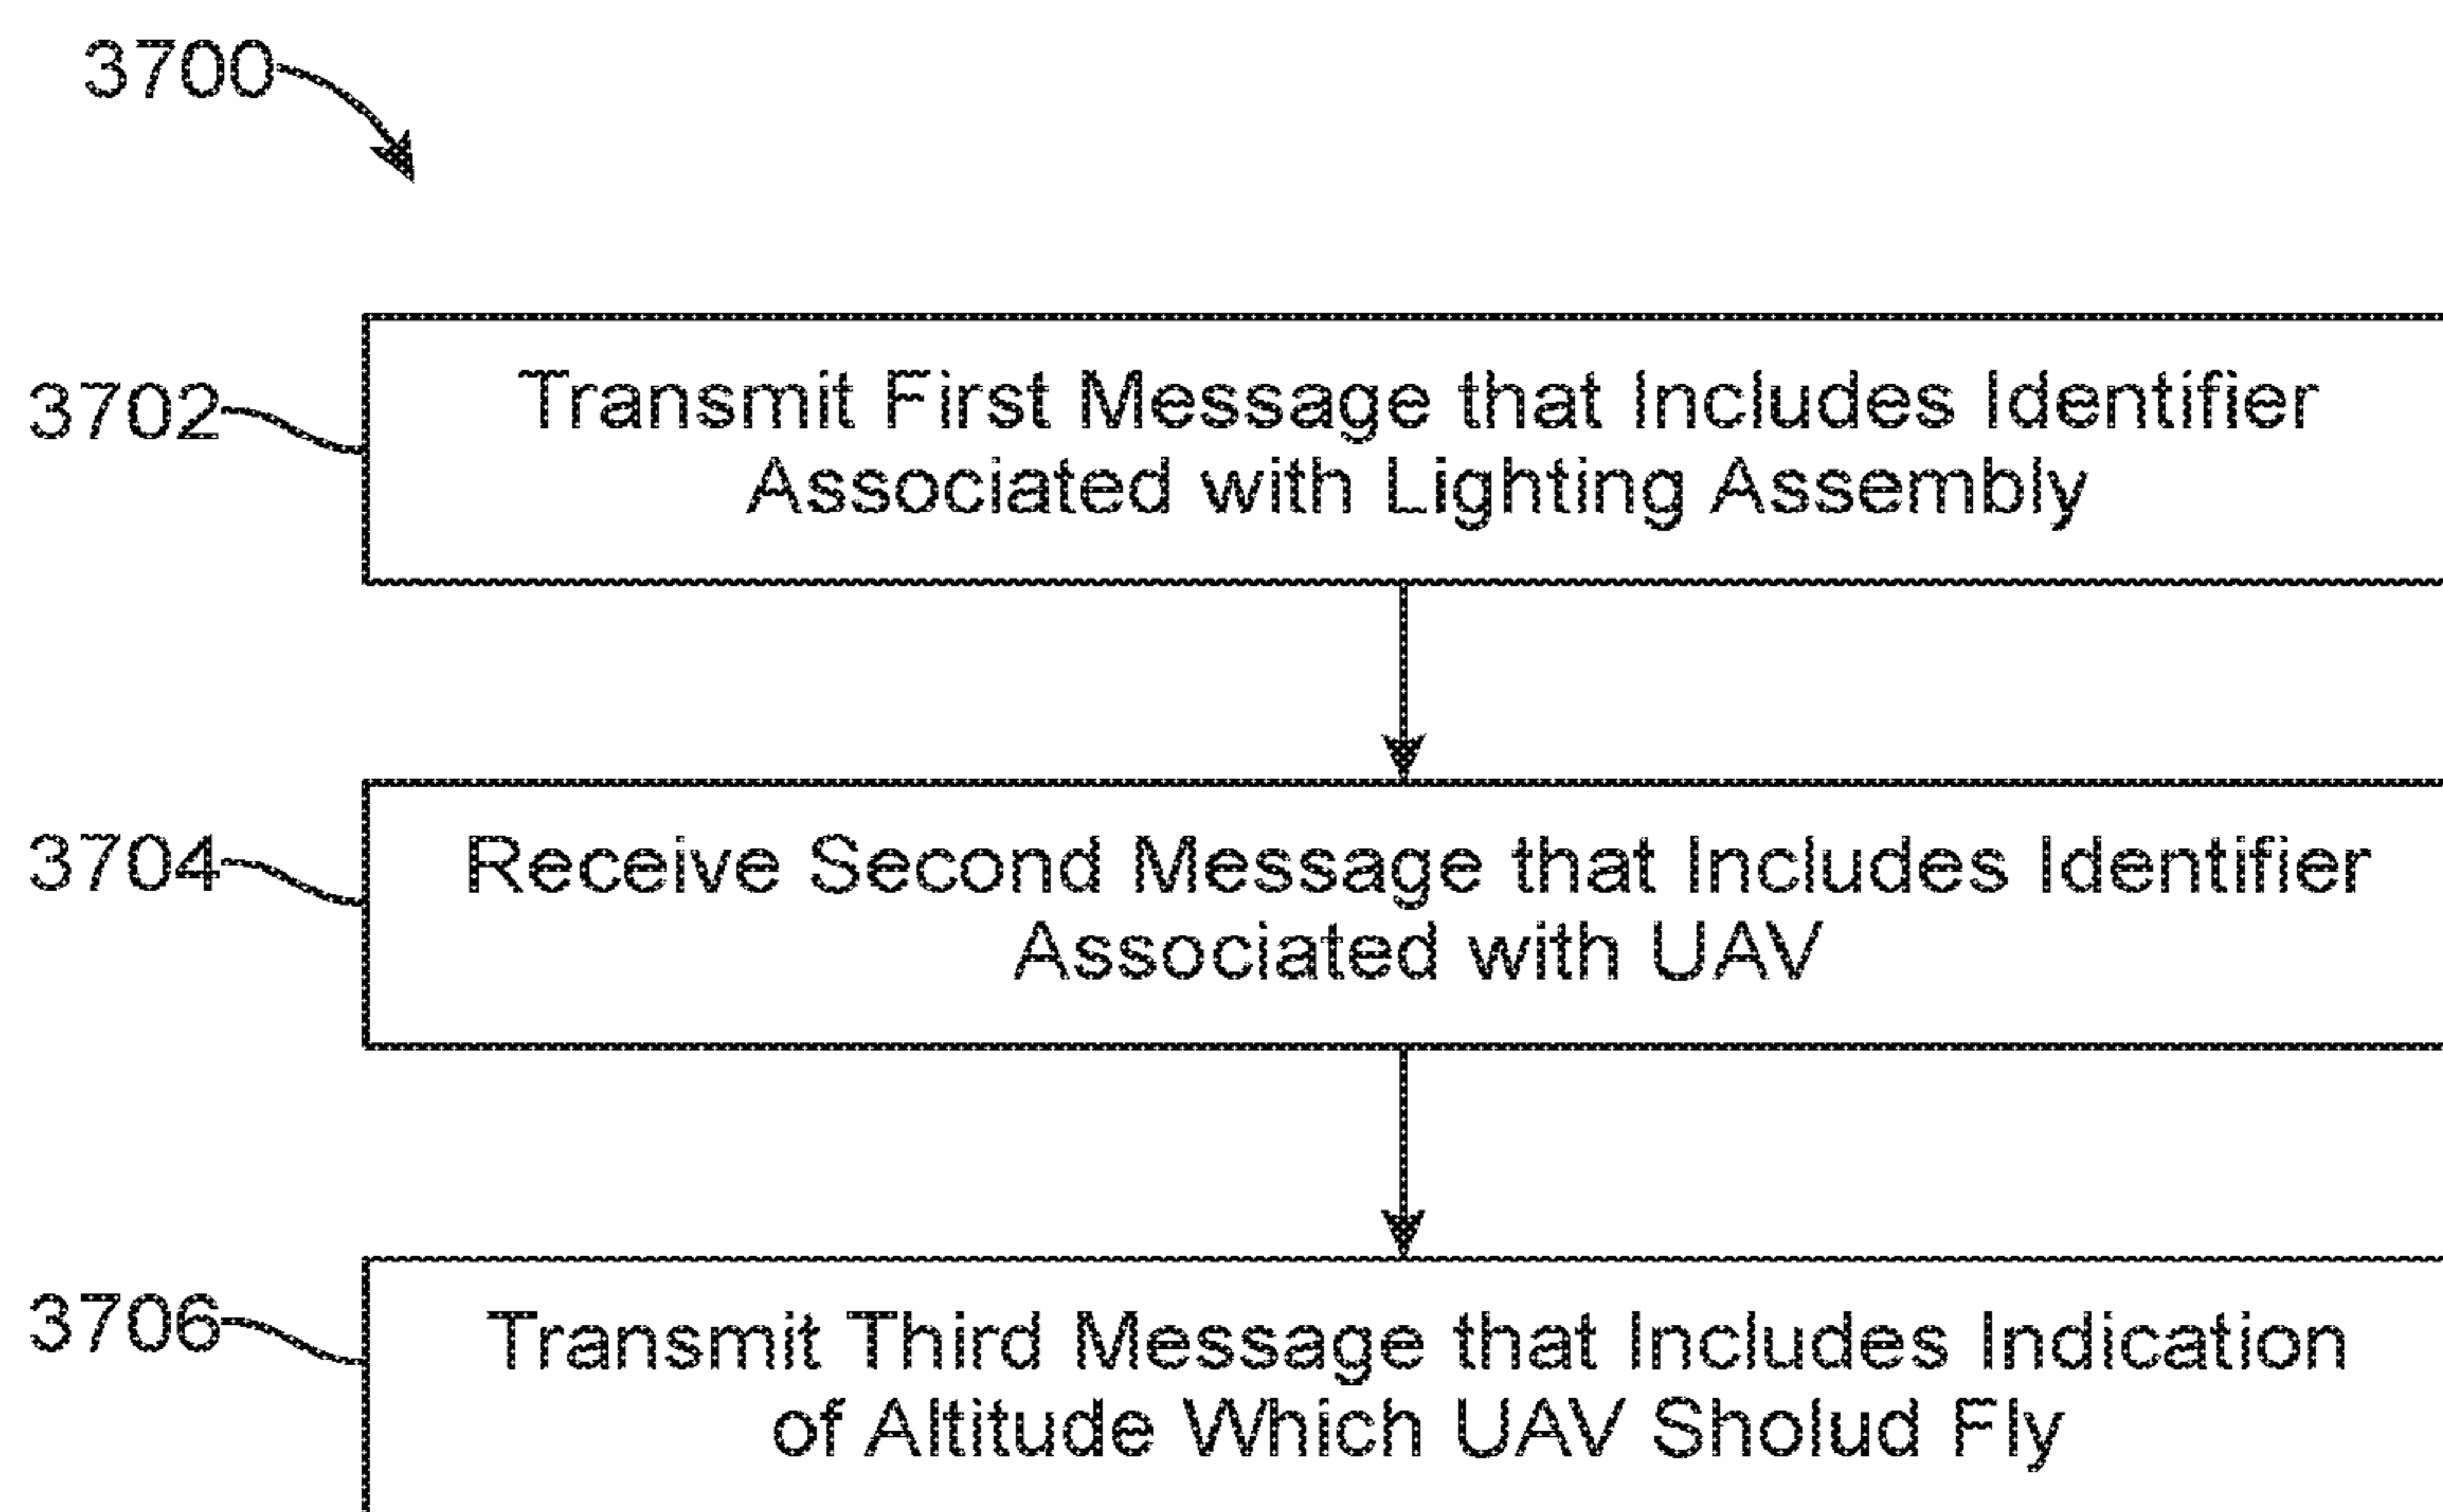 3700
3702
Transmit First Message that Includes Identifier
Associated with Lighting Assembly
3704
Receive Second Message that Includes Identifier
Associated with UAV
3706
Transmit Third Message that Includes Indication
of Altitude Which UAV Sholud Fly